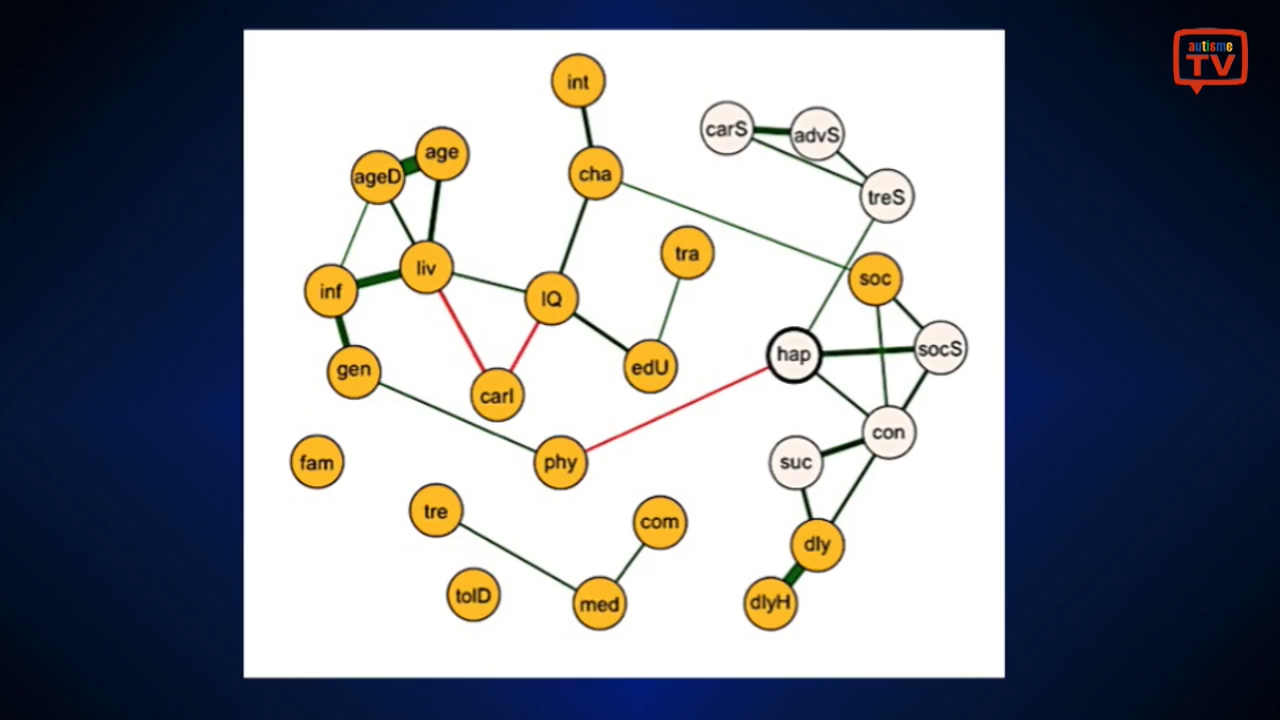 autisme
TV
int
carS
advS
age
ageD
cha
treS
tra
liv
soc
inf
IQ
hap
socS
gen
edU
carI
con
fam
phy
suc
tre
com
dly
tolD
med
dlyH